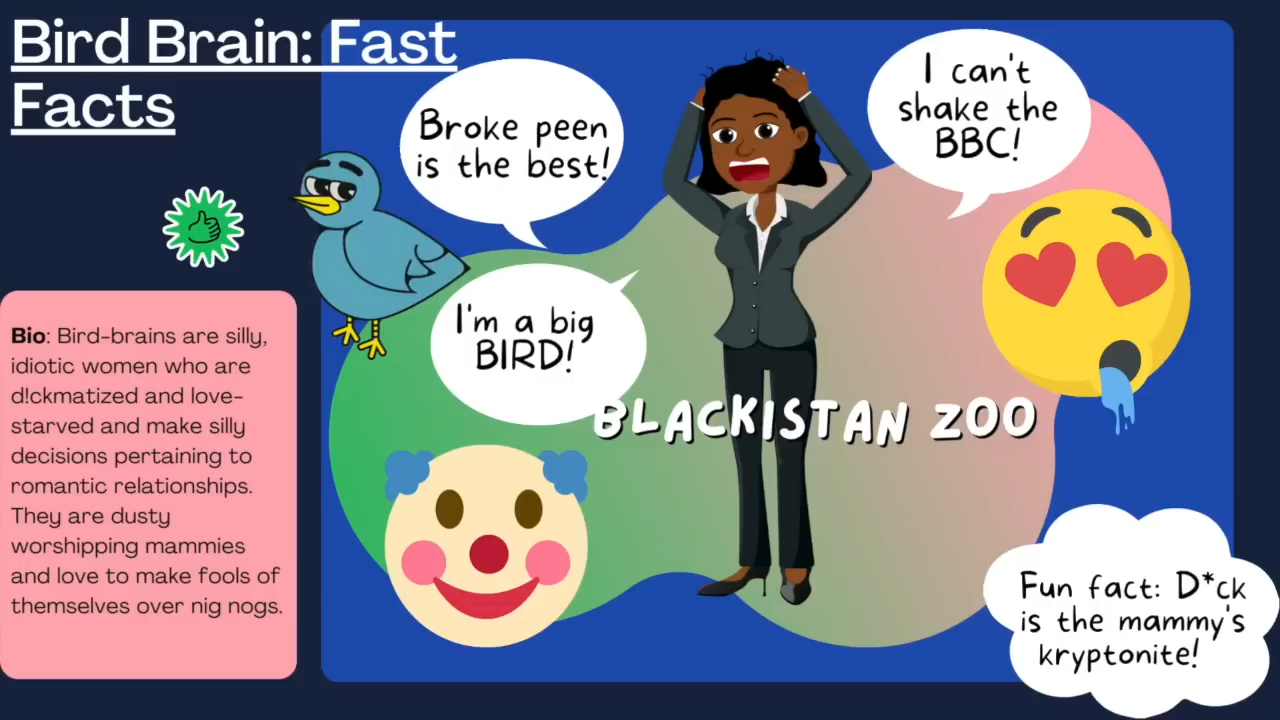 Bird Brain: Fast
Facts
Broke peen
is the best!
I can't
shake the
BBC!
I'm a big
BIRD!
BLACKISTAN ZOO
Bio: Bird-brains are silly,
idiotic women who are
d!ckmatized and love-
starved and make silly
decisions pertaining to
romantic relationships.
They are dusty
worshipping mammies
and love to make fools of
themselves over nig nogs.
Fun fact: D*ck
is the mammy's
kryptonite!